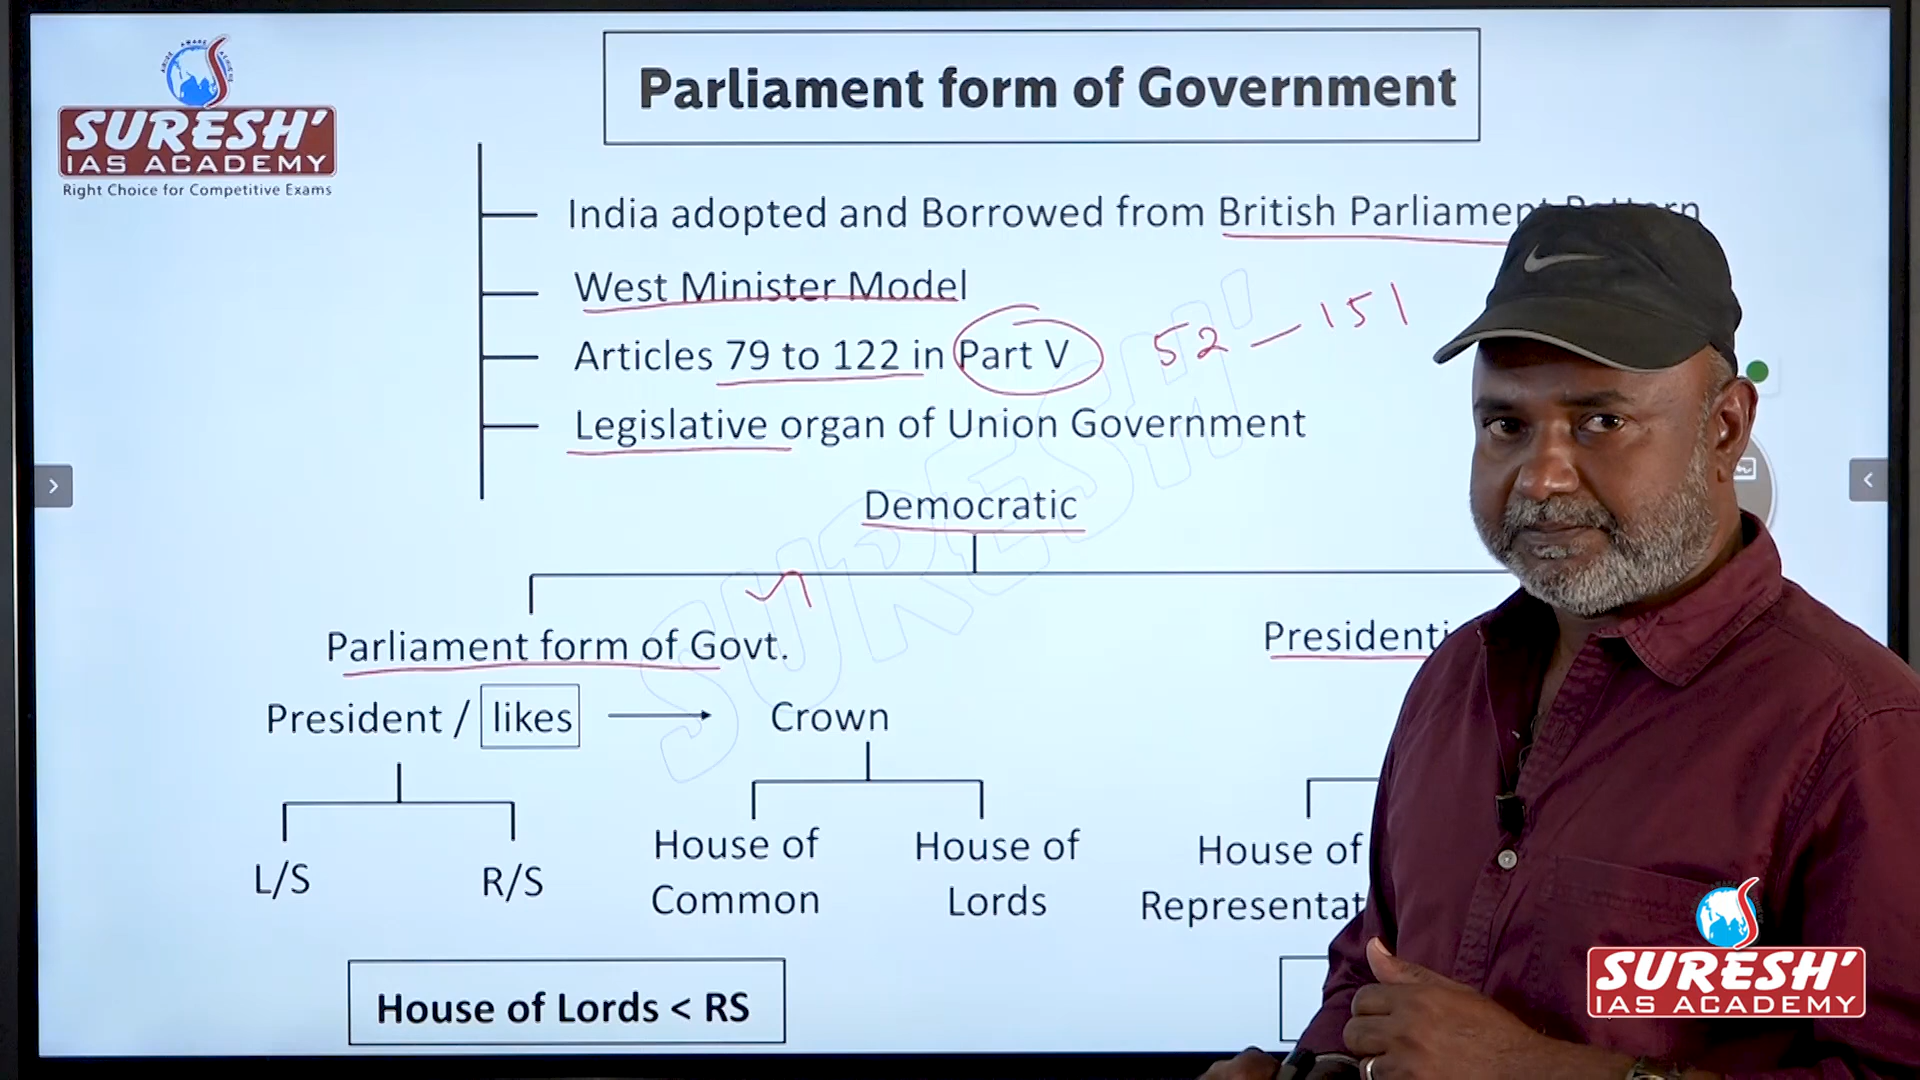 SURESH'
IAS ACADEMY
Right Choice for Competitive Exams
Parliament form of Government
India adopted and Borrowed from British Parliament Pattern
West Minister Model
Articles 79 to 122 in Part V 52 — 151
Legislative organ of Union Government
Democratic
Parliament form of Govt. Presidenti
President / likes Crown
L/S R/S House of Common House of Lords House of Representat
House of Lords < RS
SURESH'
IAS ACADEMY
SURESH'